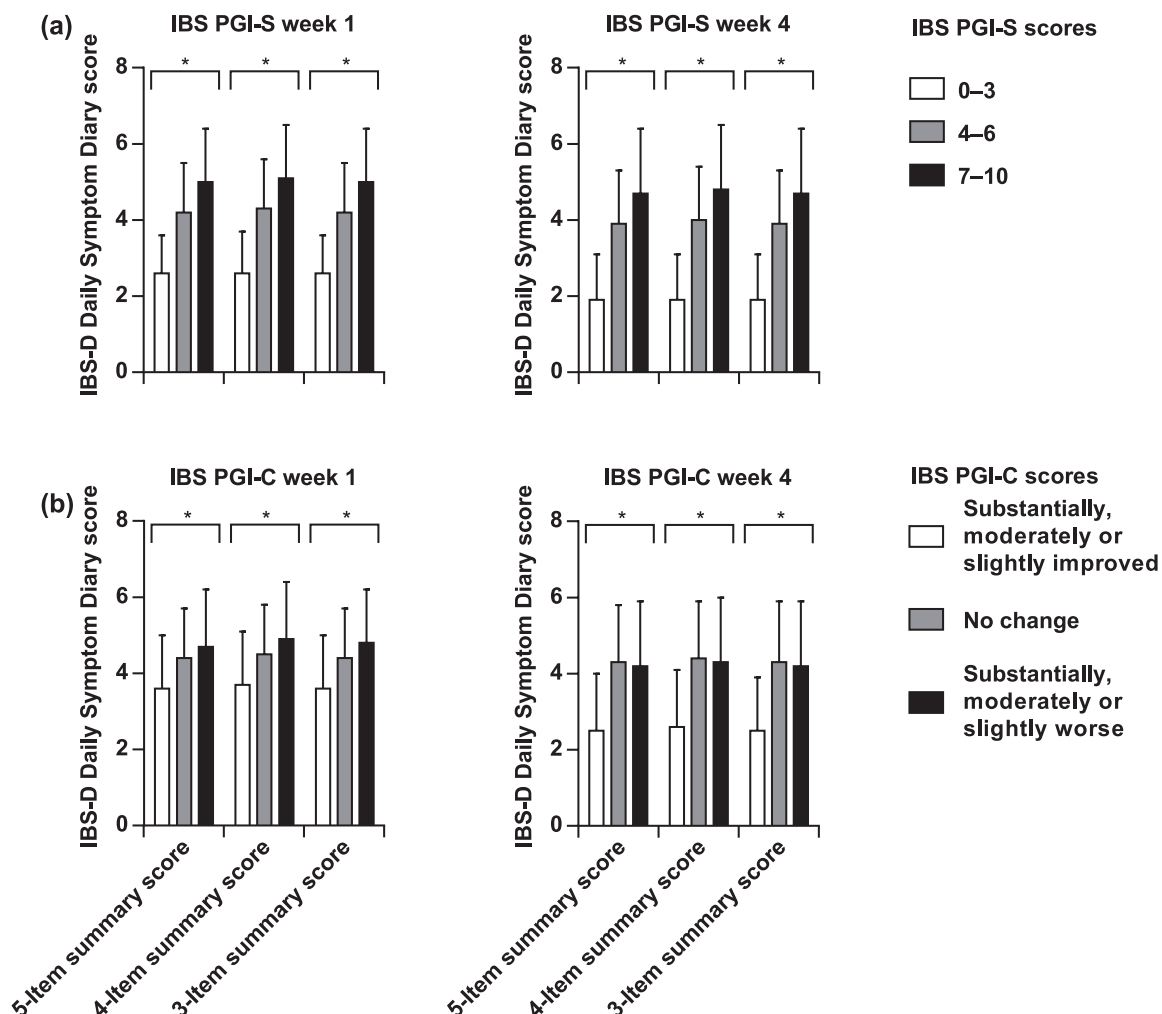 (a)
IBS PGI-S week 1
IBS-D Daily Symptom Diary score
8
6
4
2
0
*
*
*
IBS PGI-S week 4
IBS-D Daily Symptom Diary score
8
6
4
2
0
*
*
*
IBS PGI-S scores
0–3
4–6
7–10
(b)
IBS PGI-C week 1
IBS-D Daily Symptom Diary score
8
6
4
2
0
*
*
*
5-Item summary score
4-Item summary score
3-Item summary score
IBS PGI-C week 4
IBS-D Daily Symptom Diary score
8
6
4
2
0
*
*
*
5-Item summary score
4-Item summary score
3-Item summary score
IBS PGI-C scores
Substantially,
moderately or
slightly improved
No change
Substantially,
moderately or
slightly worse